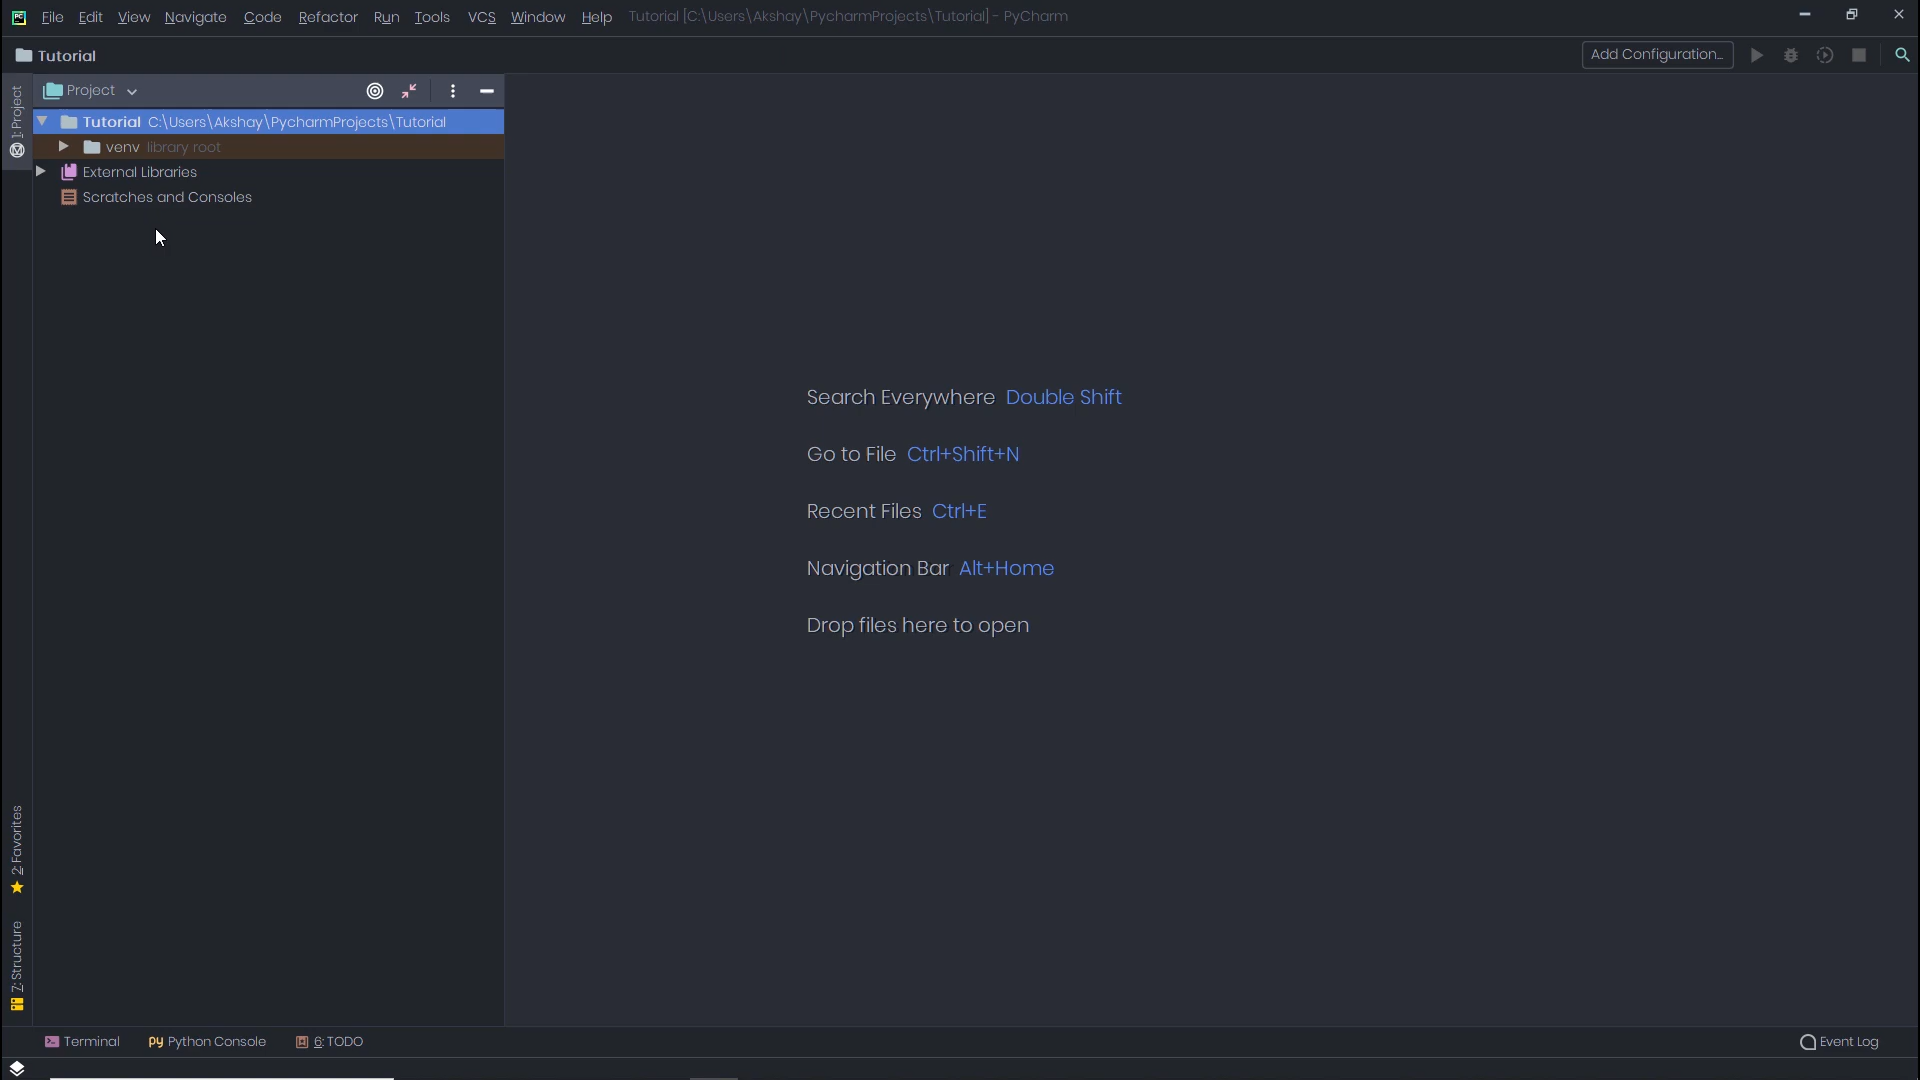 PC File Edit View Navigate Code Refactor Run Tools VCS Window Help Tutorial [C:\Users\Akshay\PycharmProjects\Tutorial] - PyCharm
Tutorial Add Configuration...
1: Project
Project
Tutorial C:\Users\Akshay\PycharmProjects\Tutorial
venv library root
External Libraries
Scratches and Consoles
Search Everywhere Double Shift
Go to File Ctrl+Shift+N
Recent Files Ctrl+E
Navigation Bar Alt+Home
Drop files here to open
2: Favorites
7: Structure
Terminal py Python Console 6: TODO Event Log